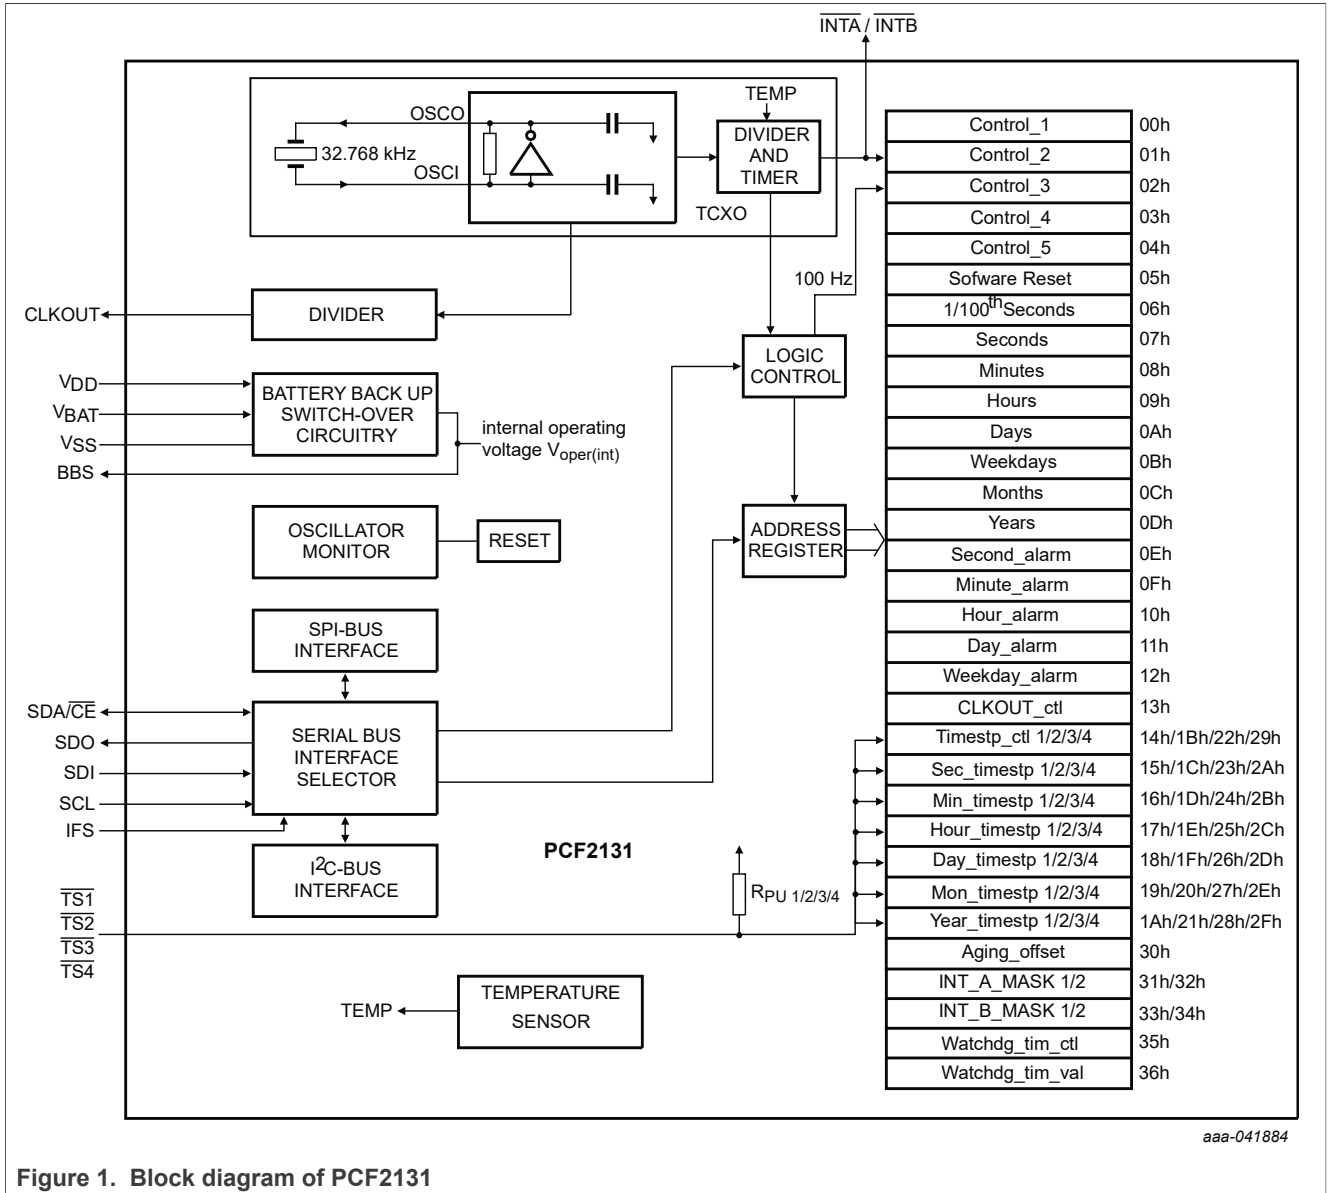 INTA / INTB
OSCO
32.768 kHz
OSCI
TEMP
DIVIDER
AND
TIMER
TCXO
100 Hz
CLKOUT
DIVIDER
VDD
VBAT
VSS
BBS
BATTERY BACK UP
SWITCH-OVER
CIRCUITRY
internal operating
voltage Voper(int)
LOGIC
CONTROL
OSCILLATOR
MONITOR
RESET
ADDRESS
REGISTER
SPI-BUS
INTERFACE
SDA/CE
SDO
SDI
SCL
IFS
SERIAL BUS
INTERFACE
SELECTOR
I2C-BUS
INTERFACE
PCF2131
RPU 1/2/3/4
TS1
TS2
TS3
TS4
TEMP
TEMPERATURE
SENSOR
Control_1 00h
Control_2 01h
Control_3 02h
Control_4 03h
Control_5 04h
Sofware Reset 05h
1/100th Seconds 06h
Seconds 07h
Minutes 08h
Hours 09h
Days 0Ah
Weekdays 0Bh
Months 0Ch
Years 0Dh
Second_alarm 0Eh
Minute_alarm 0Fh
Hour_alarm 10h
Day_alarm 11h
Weekday_alarm 12h
CLKOUT_ctl 13h
Timestp_ctl 1/2/3/4 14h/1Bh/22h/29h
Sec_timestp 1/2/3/4 15h/1Ch/23h/2Ah
Min_timestp 1/2/3/4 16h/1Dh/24h/2Bh
Hour_timestp 1/2/3/4 17h/1Eh/25h/2Ch
Day_timestp 1/2/3/4 18h/1Fh/26h/2Dh
Mon_timestp 1/2/3/4 19h/20h/27h/2Eh
Year_timestp 1/2/3/4 1Ah/21h/28h/2Fh
Aging_offset 30h
INT_A_MASK 1/2 31h/32h
INT_B_MASK 1/2 33h/34h
Watchdg_tim_ctl 35h
Watchdg_tim_val 36h
aaa-041884
Figure 1. Block diagram of PCF2131